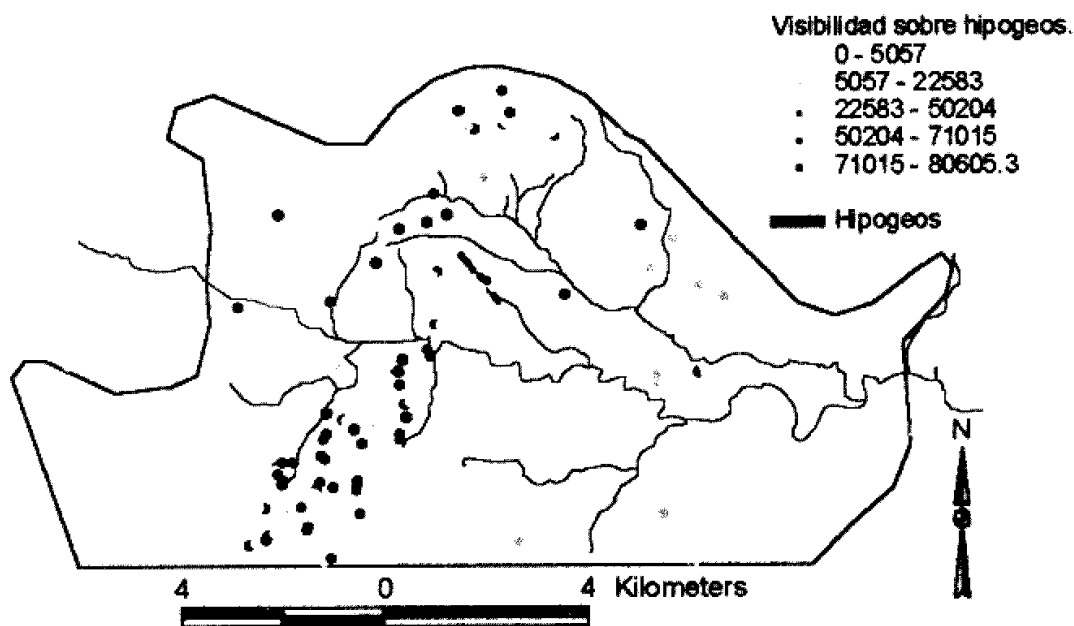 Visibilidad sobre hipogeos.
0 - 5057
5057 - 22583
22583 - 50204
50204 - 71015
71015 - 80605.3
Hipogeos
N
4 0 4 Kilometers